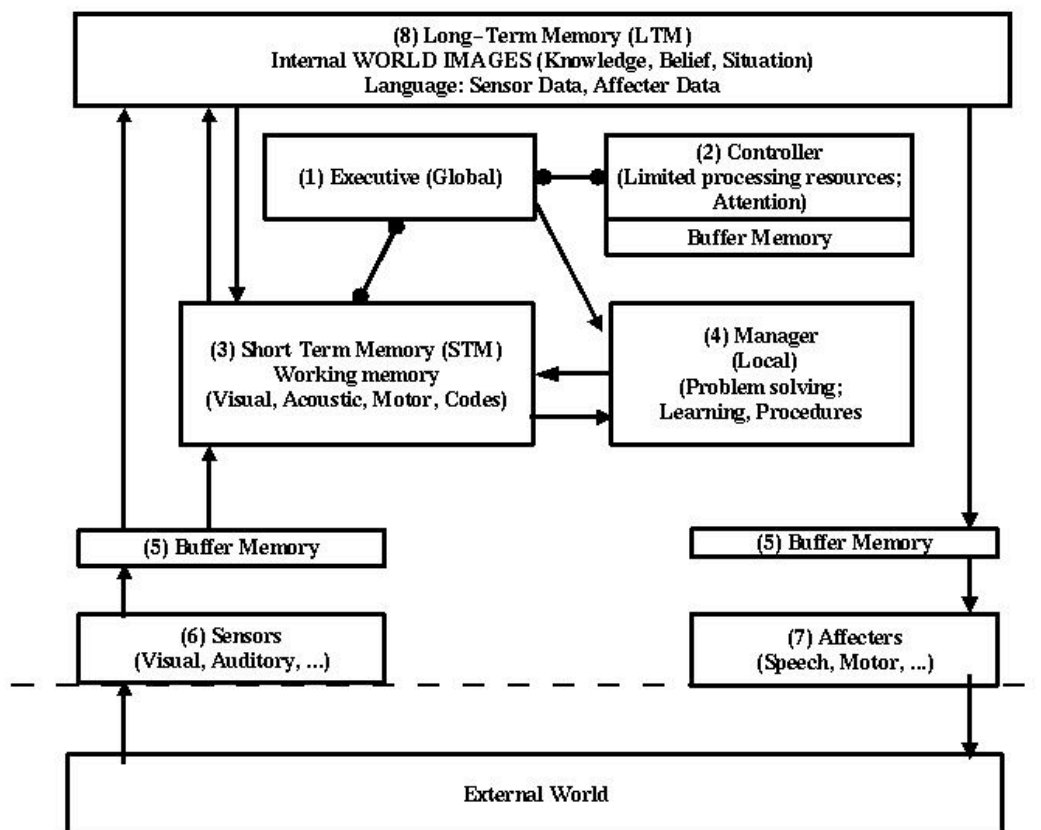 (8) Long-Term Memory (LTM)
Internal WORLD IMAGES (Knowledge, Belief, Situation)
Language: Sensor Data, Affecter Data
(1) Executive (Global)
(2) Controller
(Limited processing resources;
Attention)
Buffer Memory
(3) Short Term Memory (STM)
Working memory
(Visual, Acoustic, Motor, Codes)
(4) Manager
(Local)
(Problem solving;
Learning, Procedures
(5) Buffer Memory
(5) Buffer Memory
(6) Sensors
(Visual, Auditory, ...)
(7) Affecters
(Speech, Motor, ...)
External World